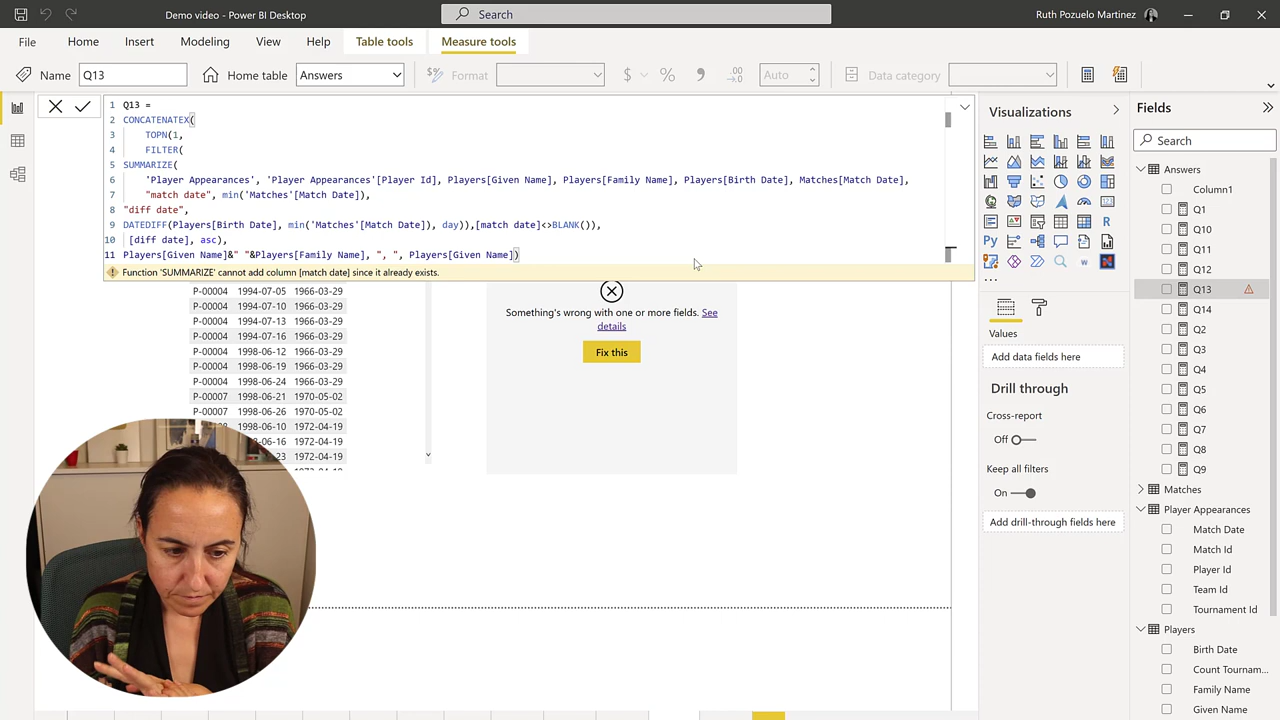 Demo video - Power BI Desktop
Search
Ruth Pozuelo Martinez
File
Home
Insert
Modeling
View
Help
Table tools
Measure tools
Name
Q13
Home table
Answers
Format
$
%
Auto
Data category
1 Q13 =
2 CONCATENATEX(
3 TOPN(1,
4 FILTER(
5 SUMMARIZE(
6 'Player Appearances', 'Player Appearances'[Player Id], Players[Given Name], Players[Family Name], Players[Birth Date], Matches[Match Date],
7 "match date", min('Matches'[Match Date]),
8 "diff date",
9 DATEDIFF(Players[Birth Date], min('Matches'[Match Date]), day)),[match date]<>BLANK()),
10 [diff date], asc),
11 Players[Given Name]&" "&Players[Family Name], ", ", Players[Given Name])
Function 'SUMMARIZE' cannot add column [match date] since it already exists.
P-00004 1994-07-05 1966-03-29
P-00004 1994-07-10 1966-03-29
P-00004 1994-07-13 1966-03-29
P-00004 1994-07-16 1966-03-29
P-00004 1998-06-12 1966-03-29
P-00004 1998-06-19 1966-03-29
P-00004 1998-06-24 1966-03-29
P-00007 1998-06-21 1970-05-02
P-00007 1998-06-26 1970-05-02
1998-06-10 1972-04-19
-06-16 1972-04-19
23 1972-04-19
Something's wrong with one or more fields. See
details
Fix this
Visualizations
Values
Add data fields here
Drill through
Cross-report
Off
Keep all filters
On
Add drill-through fields here
Fields
Search
Answers
Column1
Q1
Q10
Q11
Q12
Q13
Q14
Q2
Q3
Q4
Q5
Q6
Q7
Q8
Q9
Matches
Player Appearances
Match Date
Match Id
Player Id
Team Id
Tournament Id
Players
Birth Date
Count Tournam...
Family Name
Given Name